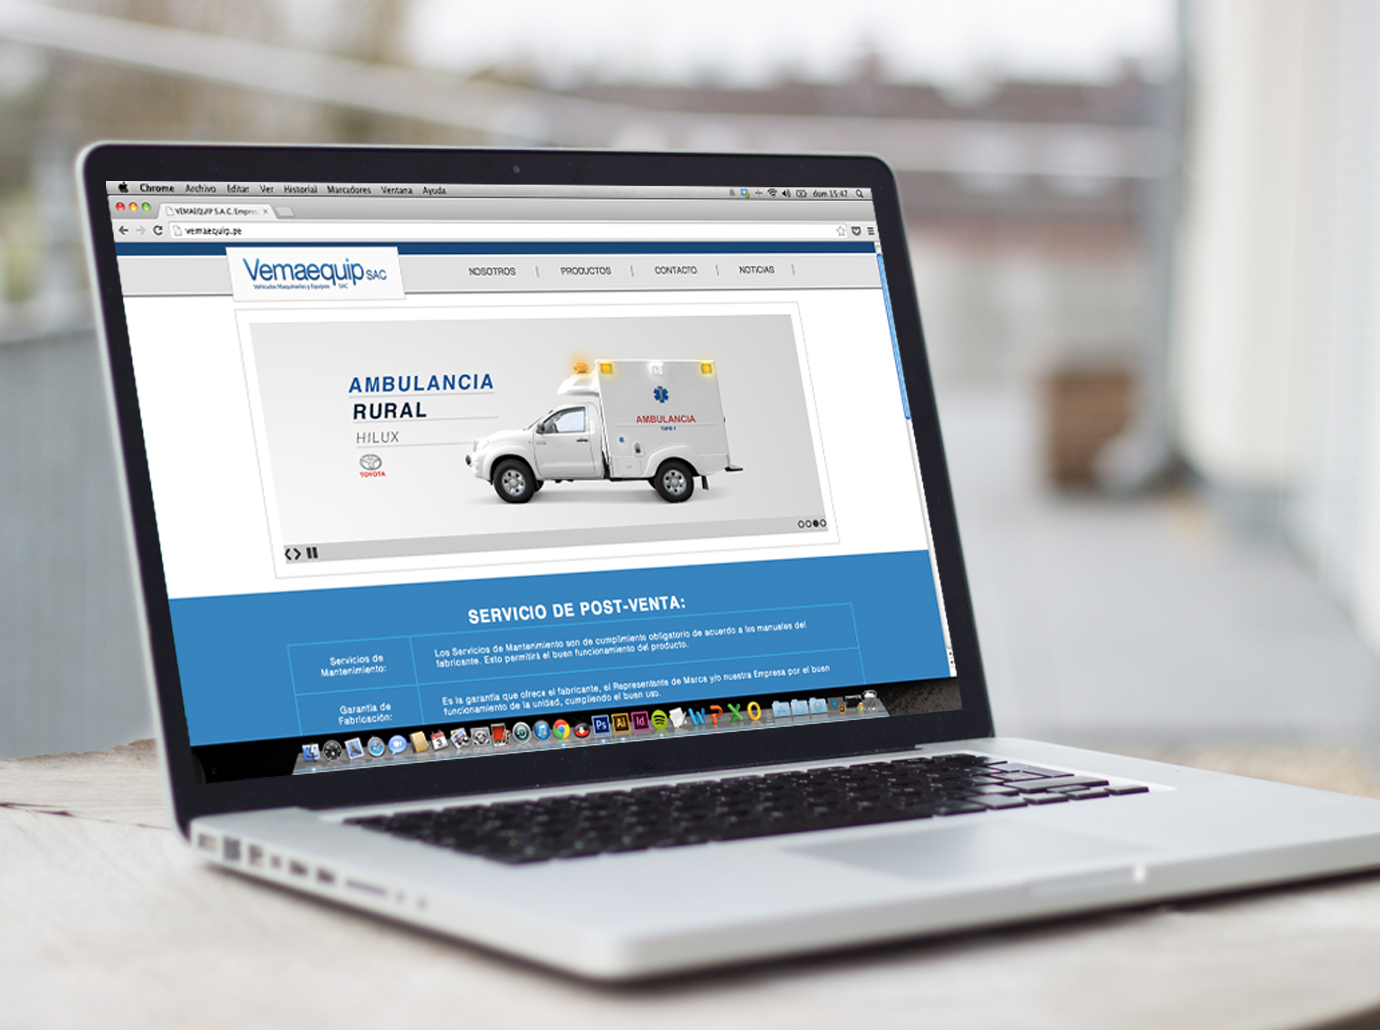 Chrome Archivo Editar Ver Historial Marcadores Ventana Ayuda dom 15:47
VEMAEQUIP S.A.C. Empres
vemaequip.pe
Vemaequip SAC
Vehículos Maquinarias y Equipos SAC
NOSOTROS | PRODUCTOS | CONTACTO | NOTICIAS |
AMBULANCIA
RURAL
HILUX
TOYOTA
AMBULANCIA
TIPO I
SERVICIO DE POST-VENTA:
Servicios de
Mantenimiento:
Los Servicios de Mantenimiento son de cumplimiento obligatorio de acuerdo a los manuales del
fabricante. Esto permitirá el buen funcionamiento del producto.
Garantía de
Fabricación:
Es la garantía que ofrece el fabricante, el Representante de Marca y/o nuestra Empresa por el buen
funcionamiento de la unidad, cumpliendo el buen uso.
Ps Ai Id